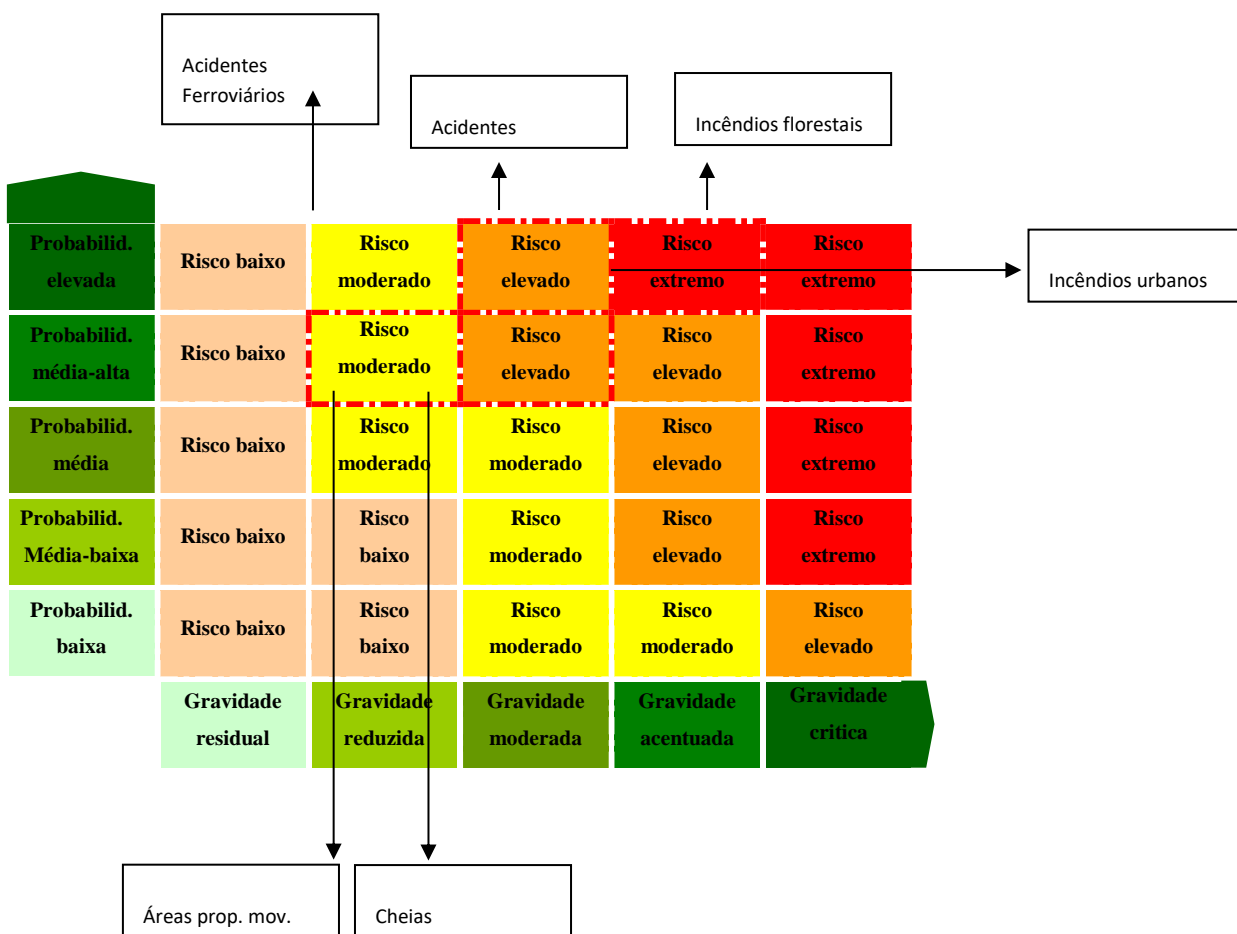 Acidentes
Ferroviários
Acidentes
Incêndios florestais
Probabilid.
elevada
Risco baixo
Risco
moderado
Risco
elevado
Risco
extremo
Risco
extremo
Incêndios urbanos
Probabilid.
média-alta
Risco baixo
Risco
moderado
Risco
elevado
Risco
elevado
Risco
extremo
Probabilid.
média
Risco baixo
Risco
moderado
Risco
moderado
Risco
elevado
Risco
extremo
Probabilid.
Média-baixa
Risco baixo
Risco
baixo
Risco
moderado
Risco
elevado
Risco
extremo
Probabilid.
baixa
Risco baixo
Risco
baixo
Risco
moderado
Risco
moderado
Risco
elevado
Gravidade
residual
Gravidade
reduzida
Gravidade
moderada
Gravidade
acentuada
Gravidade
critica
Áreas prop. mov.
Cheias